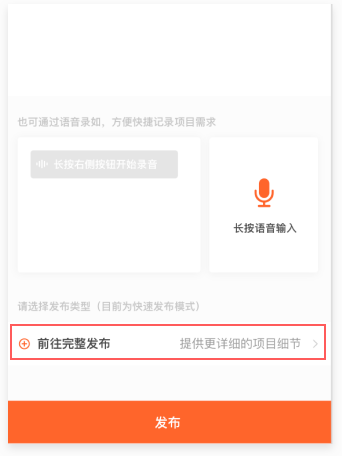 也可通过语音录如，方便快捷记录项目需求
长按右侧按钮开始录音
长按语音输入
请选择发布类型（目前为快速发布模式）
前往完整发布 提供更详细的项目细节
发布